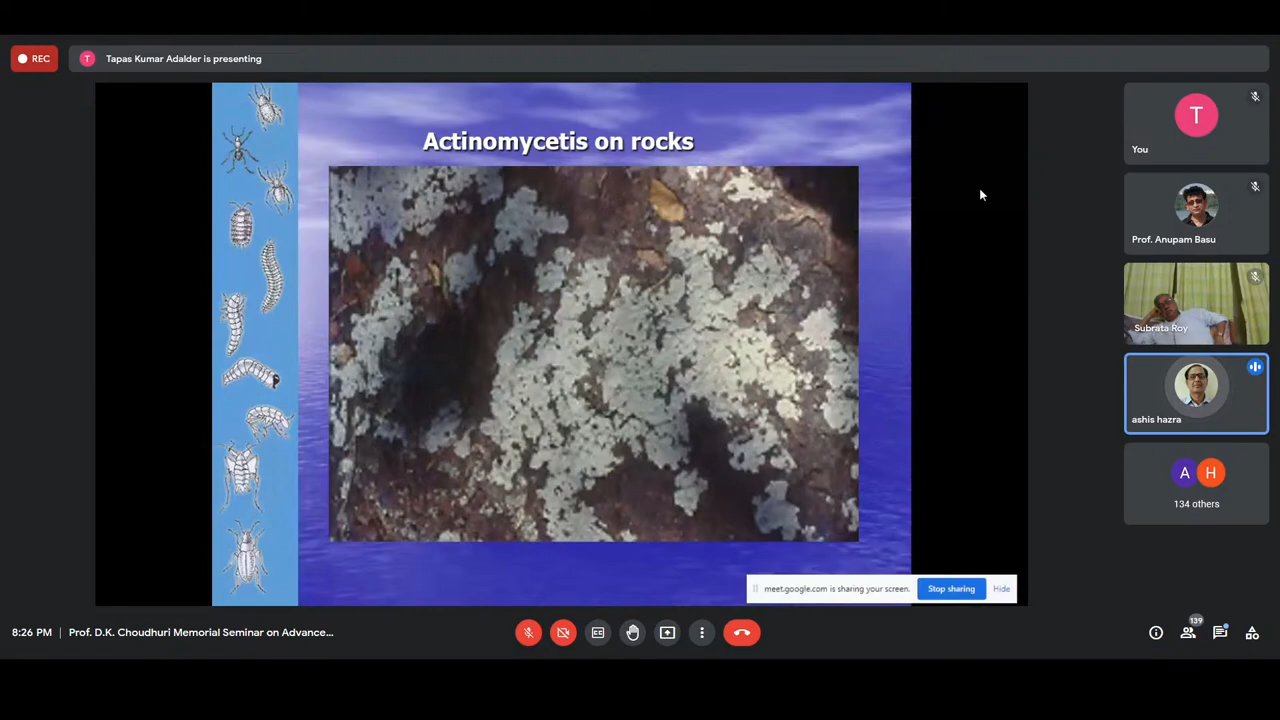 REC
T
Tapas Kumar Adalder is presenting
Actinomycetis on rocks
T
You
Prof. Anupam Basu
Subrata Roy
ashis hazra
A
H
134 others
meet.google.com is sharing your screen.
Stop sharing
Hide
8:26 PM | Prof. D.K. Choudhuri Memorial Seminar on Advance...
CC
139